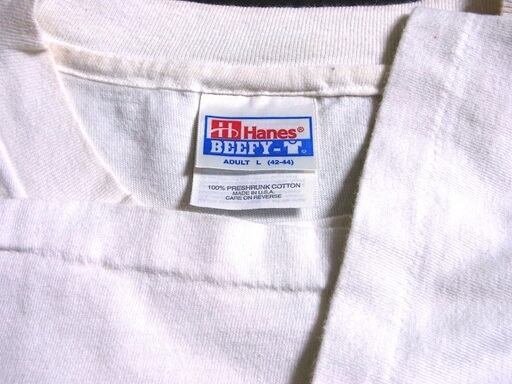 Hanes®
BEEFY-T
ADULT L (42-44)
100% PRESHRUNK COTTON
MADE IN U.S.A.
CARE ON REVERSE